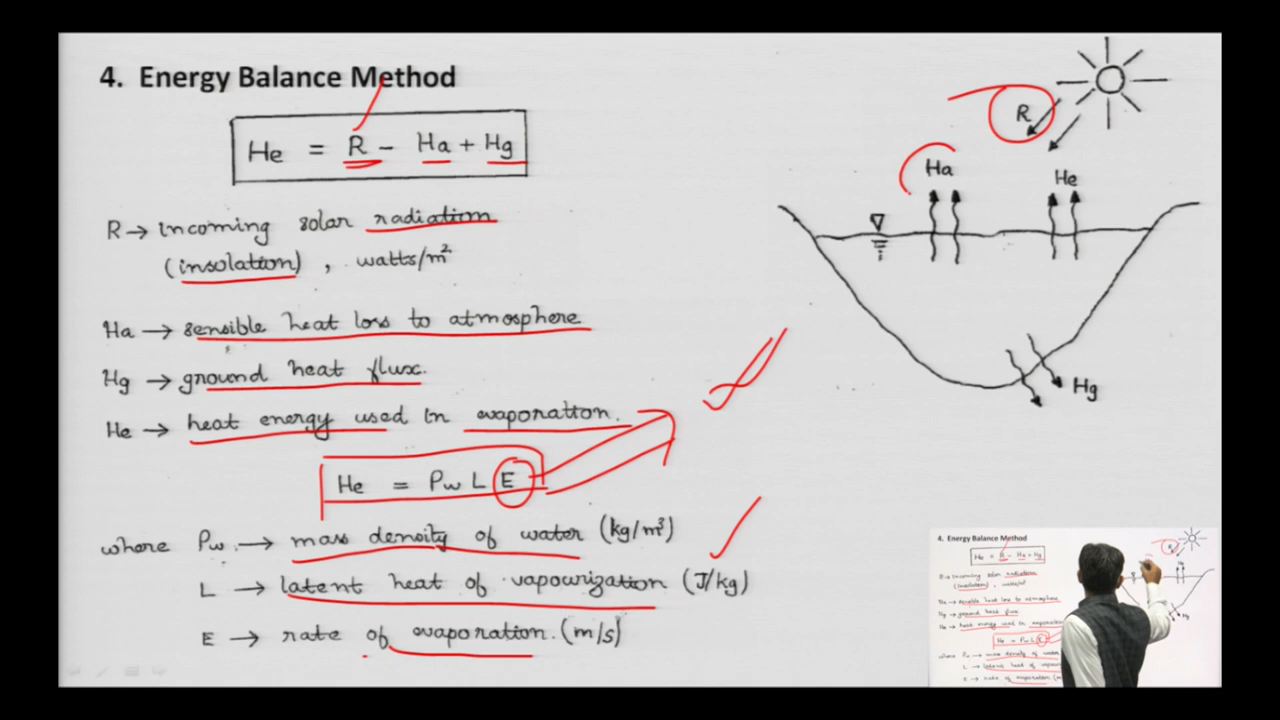 4. Energy Balance Method
He = R - Ha + Hg
R → incoming solar radiation
(insolation), watts/m²
Ha → sensible heat loss to atmosphere
Hg → ground heat flux.
He → heat energy used in evaporation.
He = Pw L E
where Pw → mass density of water (kg/m³)
L → latent heat of vapourization (J/kg)
E → rate of evaporation. (m/s)
R
Ha
He
Hg